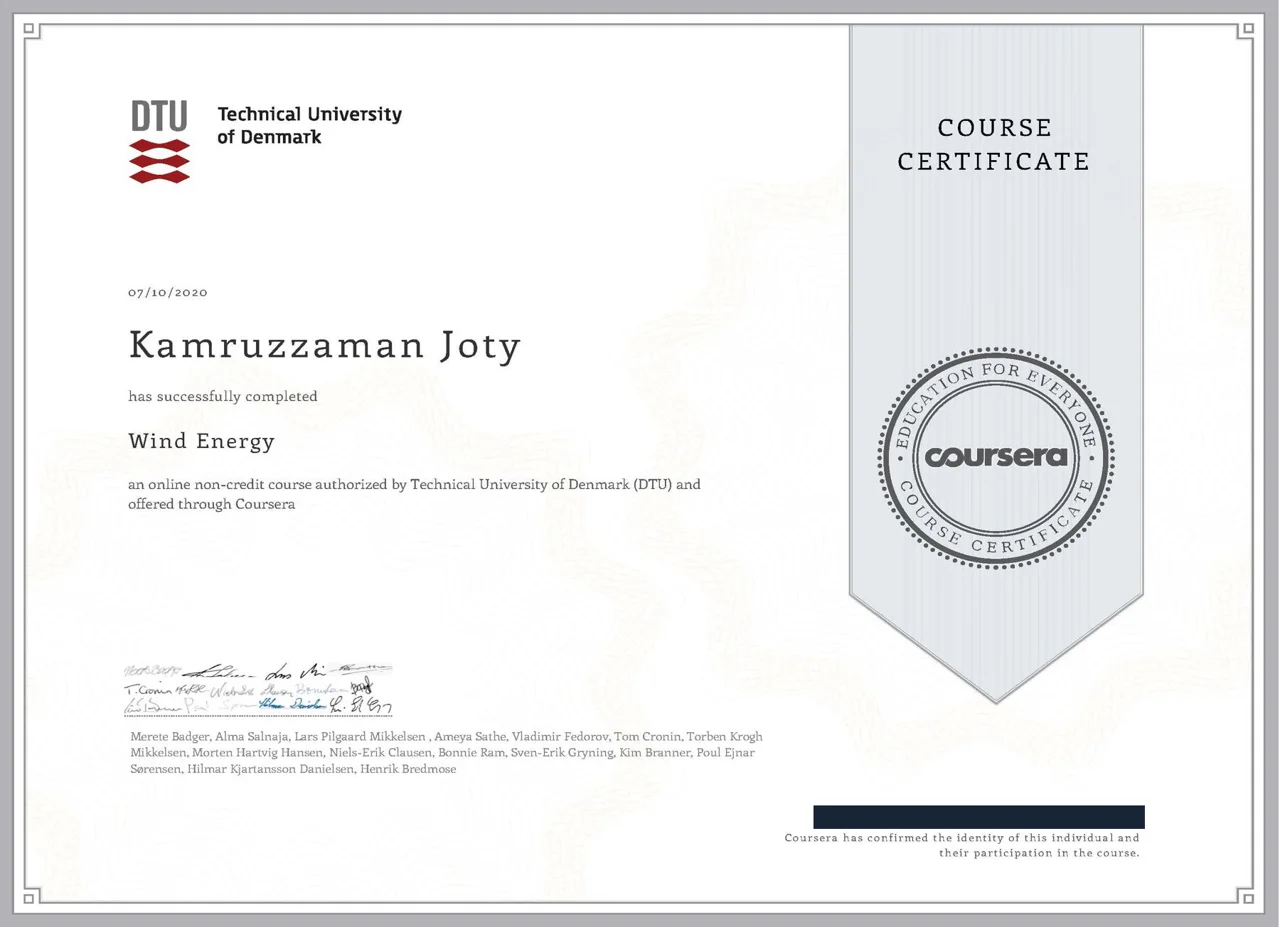 DTU
Technical University
of Denmark
COURSE
CERTIFICATE
07/10/2020
Kamruzzaman Joty
has successfully completed
Wind Energy
an online non-credit course authorized by Technical University of Denmark (DTU) and
offered through Coursera
EDUCATION FOR EVERYONE
coursera
COURSE CERTIFICATE
T. Cronin
Merete Badger, Alma Salnaja, Lars Pilgaard Mikkelsen , Ameya Sathe, Vladimir Fedorov, Tom Cronin, Torben Krogh
Mikkelsen, Morten Hartvig Hansen, Niels-Erik Clausen, Bonnie Ram, Sven-Erik Gryning, Kim Branner, Poul Ejnar
Sørensen, Hilmar Kjartansson Danielsen, Henrik Bredmose
Coursera has confirmed the identity of this individual and
their participation in the course.